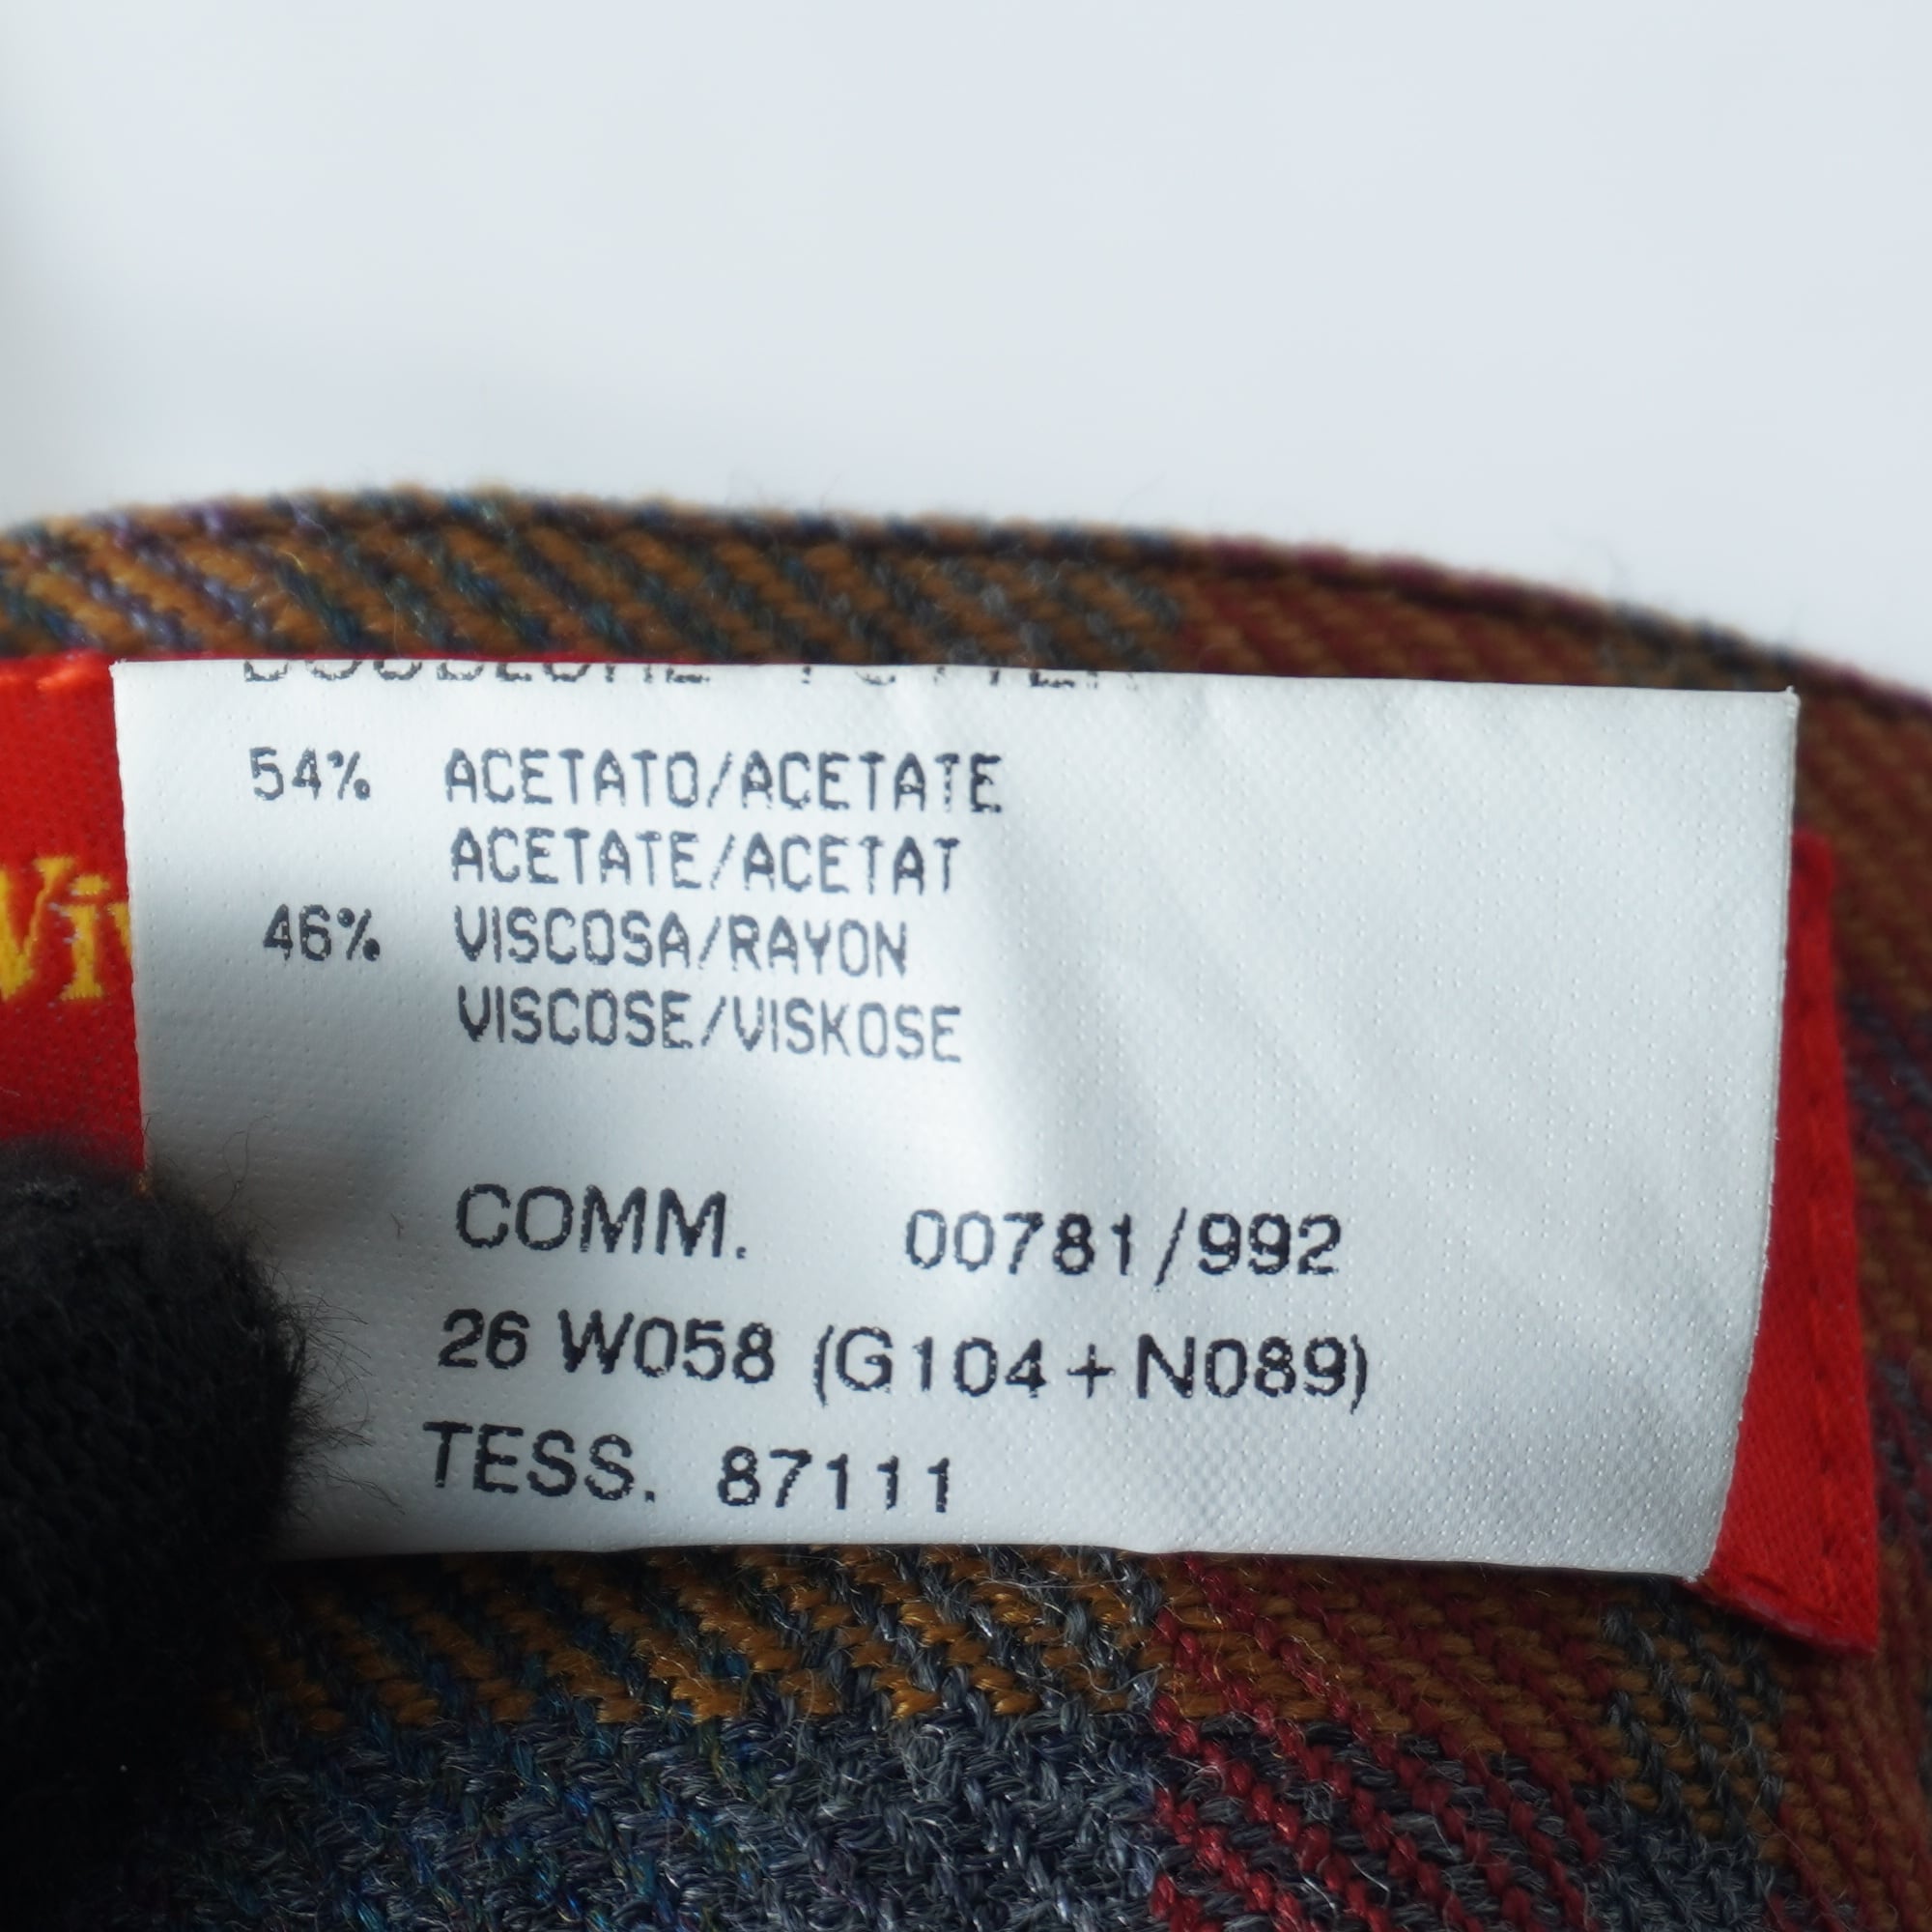 54% ACETATO/ACETATE
ACETATE/ACETAT
46% VISCOSA/RAYON
VISCOSE/VISKOSE
COMM. 00781/992
26 W058 (G104+N089)
TESS. 87111